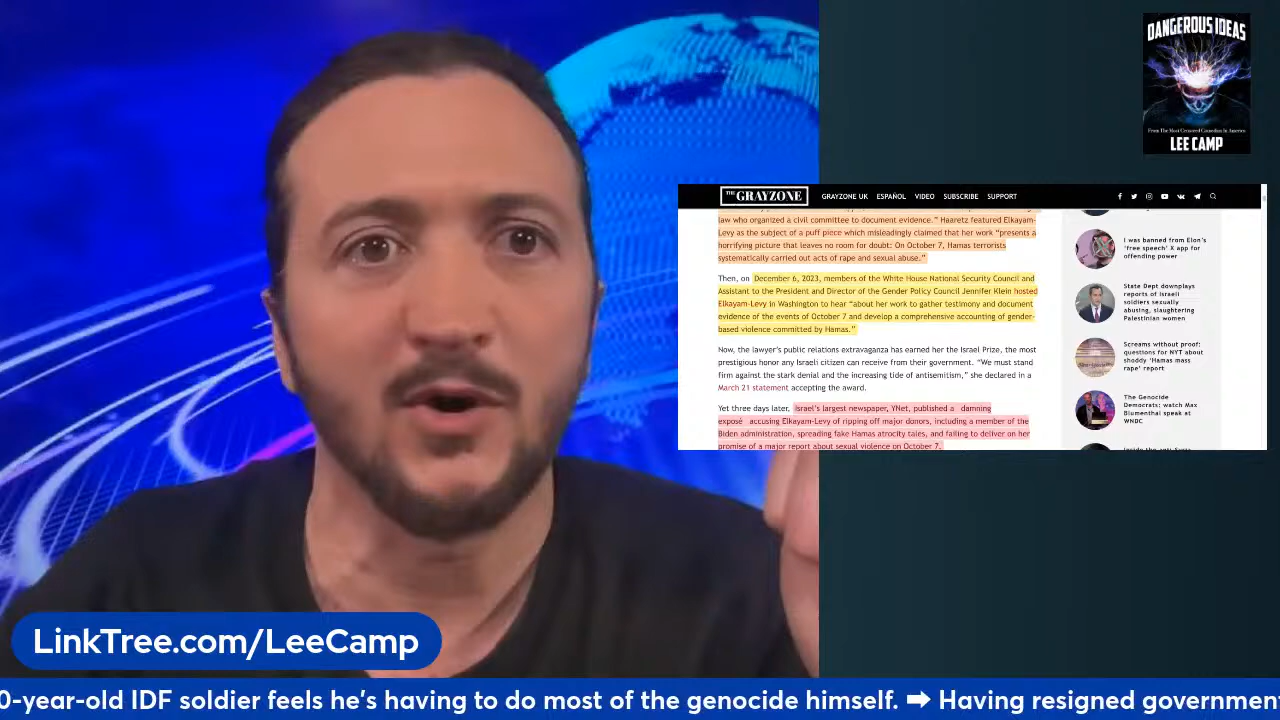 DANGEROUS IDEAS
From The Most Censored Comedian In America
LEE CAMP
THE GRAYZONE
GRAYZONE UK ESPAÑOL VIDEO SUBSCRIBE SUPPORT
law who organized a civil committee to document evidence.” Haaretz featured Elkayam-
Levy as the subject of a puff piece which misleadingly claimed that her work “presents a
horrifying picture that leaves no room for doubt: On October 7, Hamas terrorists
systematically carried out acts of rape and sexual abuse.”
Then, on December 6, 2023, members of the White House National Security Council and
Assistant to the President and Director of the Gender Policy Council Jennifer Klein hosted
Elkayam-Levy in Washington to hear “about her work to gather testimony and document
evidence of the events of October 7 and develop a comprehensive accounting of gender-
based violence committed by Hamas.”
Now, the lawyer’s public relations extravaganza has earned her the Israel Prize, the most
prestigious honor any Israeli citizen can receive from their government. “We must stand
firm against the stark denial and the increasing tide of antisemitism,” she declared in a
March 21 statement accepting the award.
Yet three days later, Israel’s largest newspaper, YNet, published a damning
exposé accusing Elkayam-Levy of ripping off major donors, including a member of the
Biden administration, spreading fake Hamas atrocity tales, and failing to deliver on her
promise of a major report about sexual violence on October 7.
I was banned from Elon’s
‘free speech’ X app for
offending power
State Dept downplays
reports of Israeli
soldiers sexually
abusing, slaughtering
Palestinian women
Screams without proof:
questions for NYT about
shoddy ‘Hamas mass
rape’ report
The Genocide
Democrats: watch Max
Blumenthal speak at
WNDC
LinkTree.com/LeeCamp
0-year-old IDF soldier feels he’s having to do most of the genocide himself. ➡ Having resigned government